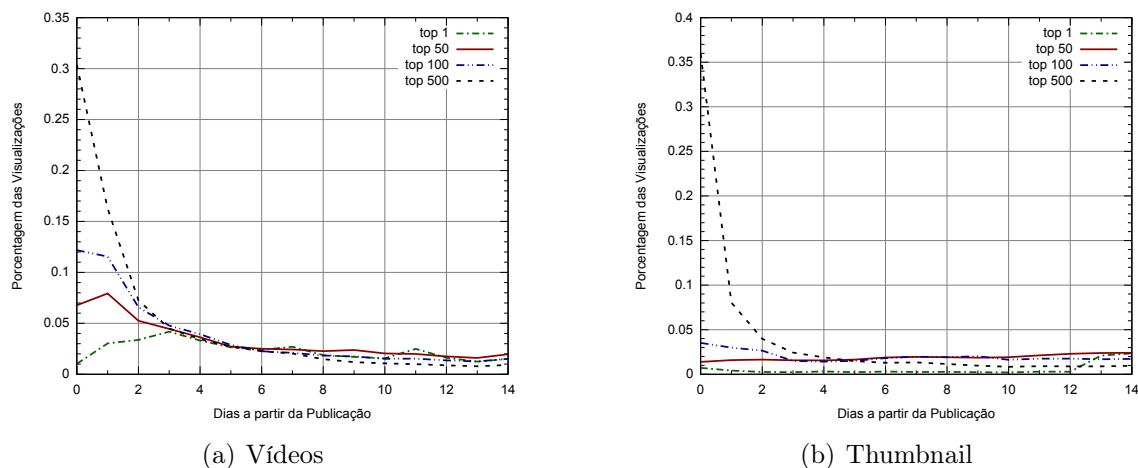 0.35
0.3
0.25
0.2
0.15
0.1
0.05
0
0 2 4 6 8 10 12 14
Porcentagem das Visualizações
Dias a partir da Publicação
top 1
top 50
top 100
top 500
(a) Vídeos
0.4
0.35
0.3
0.25
0.2
0.15
0.1
0.05
0
0 2 4 6 8 10 12 14
Porcentagem das Visualizações
Dias a partir da Publicação
top 1
top 50
top 100
top 500
(b) Thumbnail